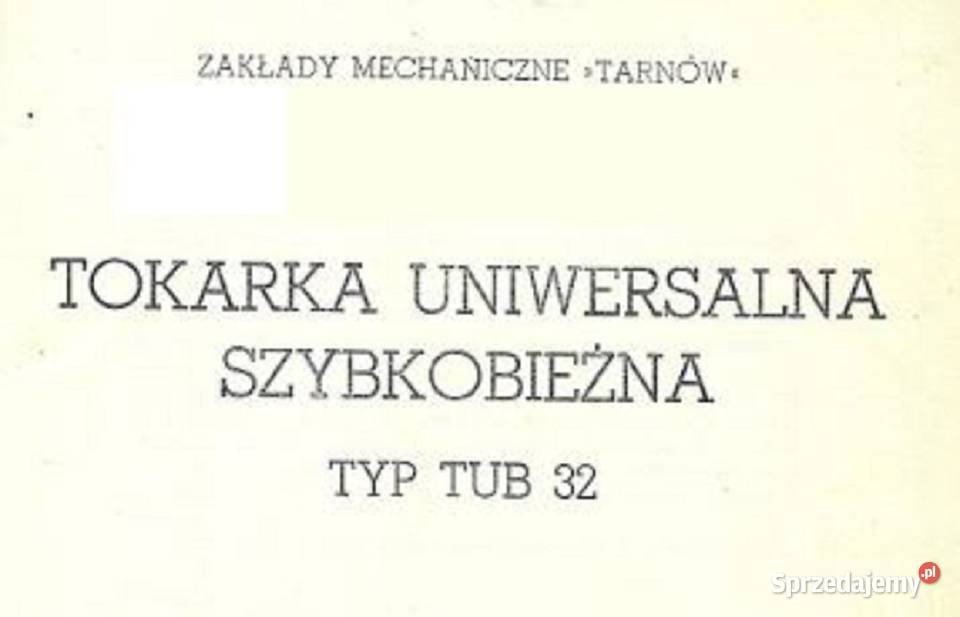 ZAKŁADY MECHANICZNE »TARNÓW«
TOKARKA UNIWERSALNA
SZYBKOBIEŻNA
TYP TUB 32
Sprzedajemy.pl